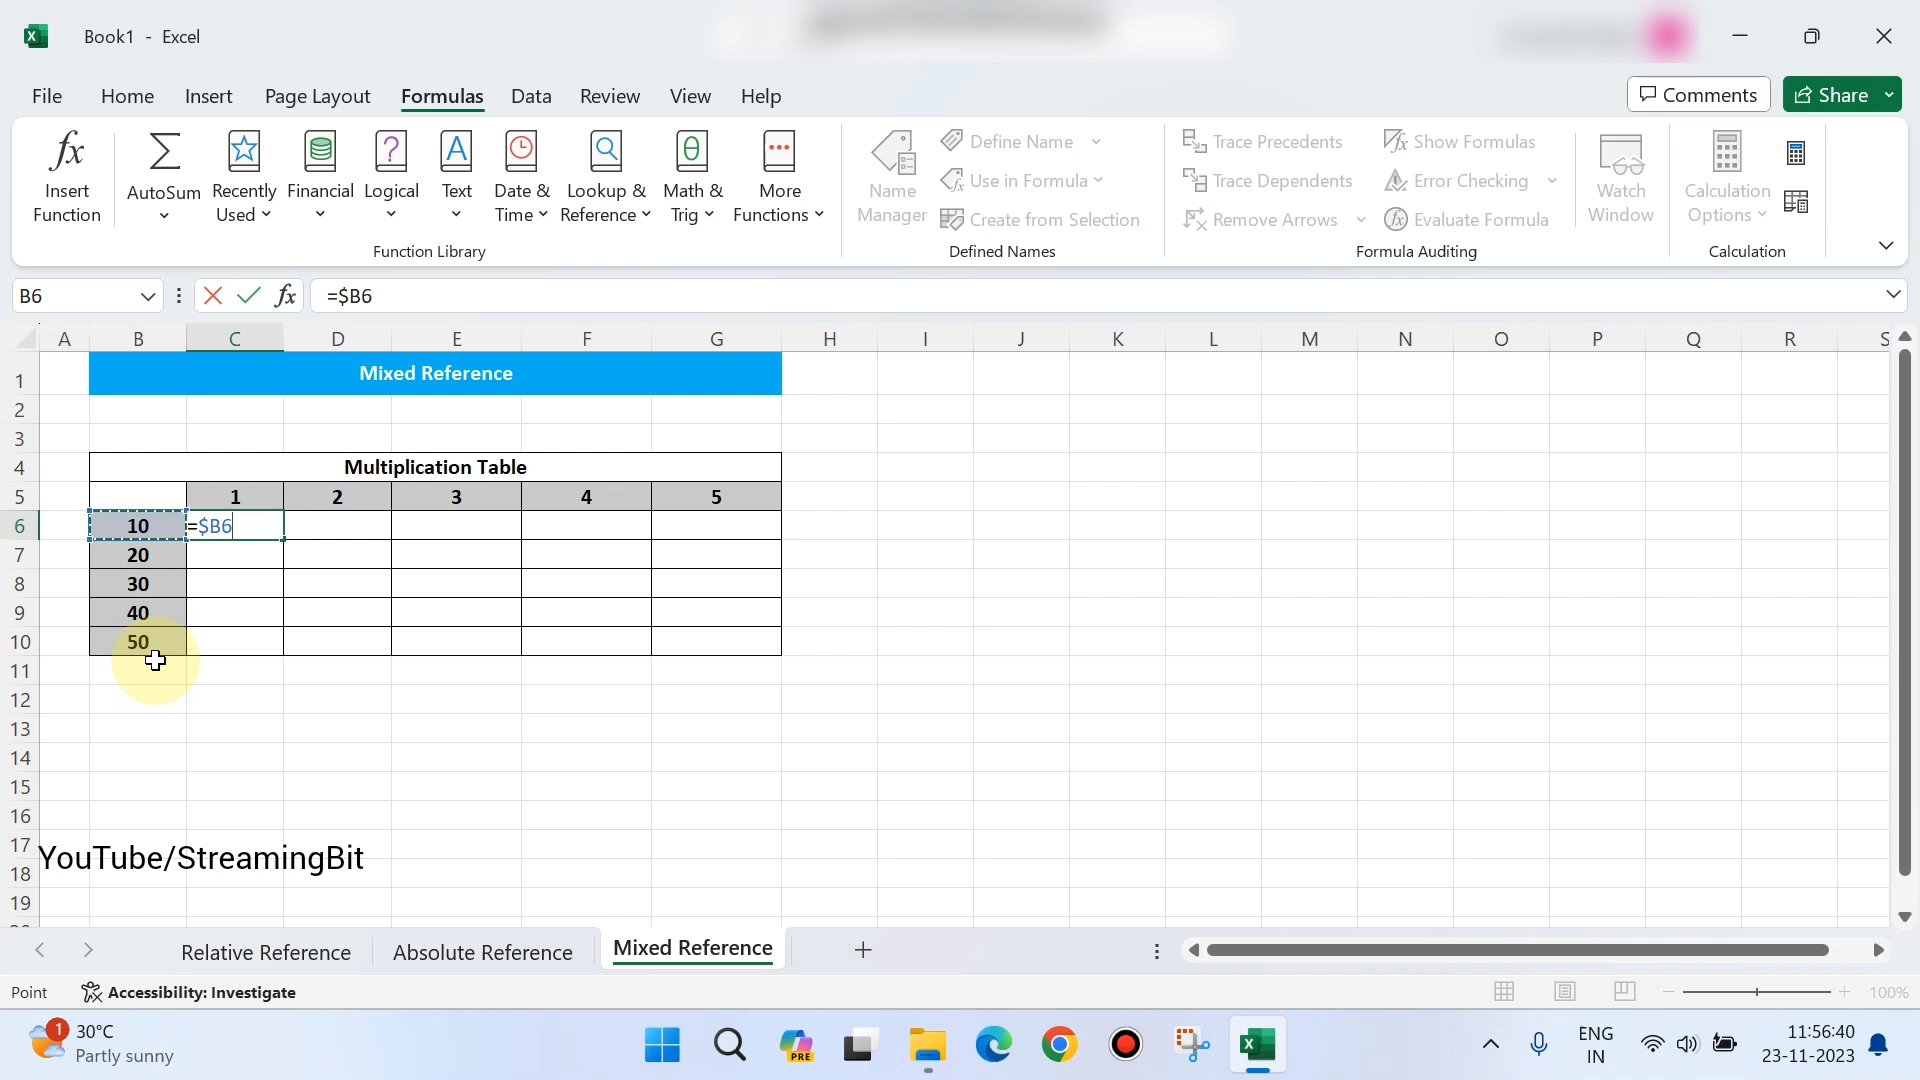 Book1 - Excel
File Home Insert Page Layout Formulas Data Review View Help
Comments Share
fx Insert Function
AutoSum
Recently Used
Financial
Logical
Text
Date & Time
Lookup & Reference
Math & Trig
More Functions
Function Library
Name Manager
Define Name
Use in Formula
Create from Selection
Defined Names
Trace Precedents
Trace Dependents
Remove Arrows
Show Formulas
Error Checking
Evaluate Formula
Formula Auditing
Watch Window
Calculation Options
Calculation
B6 fx =$B6
A B C D E F G H I J K L M N O P Q R S
1 Mixed Reference
2
3
4 Multiplication Table
5 1 2 3 4 5
6 10 =$B6
7 20
8 30
9 40
10 50
11
12
13
14
15
16
17
YouTube/StreamingBit
18
19
Relative Reference Absolute Reference Mixed Reference
Point Accessibility: Investigate 100%
1 30°C
Partly sunny
PRE
ENG
IN
11:56:40
23-11-2023